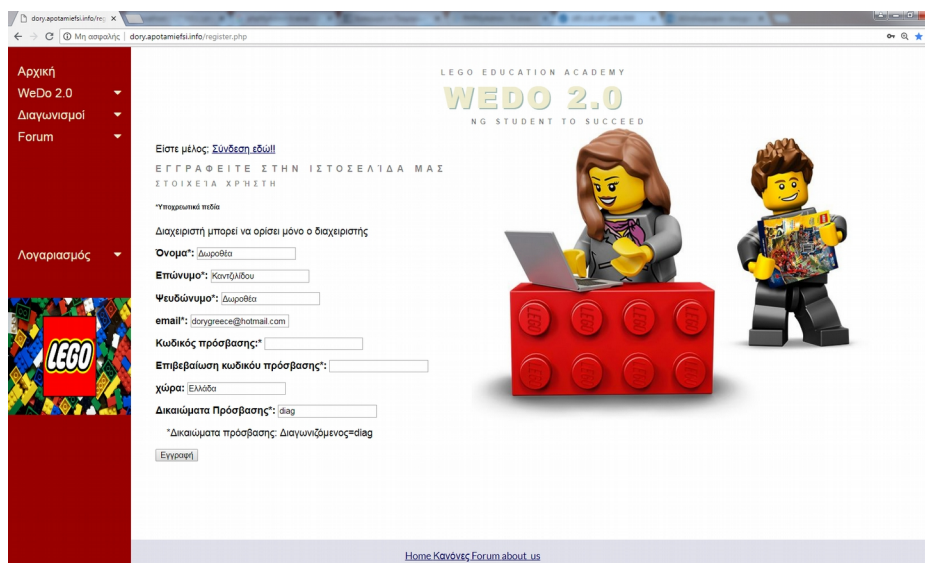 dory.apotamiefsi.info/re
Μη ασφαλής | dory.apotamiefsi.info/register.php
Αρχική
WeDo 2.0
Διαγωνισμοί
Forum
Λογαριασμός
LEGO
LEGO EDUCATION ACADEMY
WEDO 2.0
NG STUDENT TO SUCCEED
Είστε μέλος; Σύνδεση εδώ!!
ΕΓΓΡΑΦΕΙΤΕ ΣΤΗΝ ΙΣΤΟΣΕΛΊΔΑ ΜΑΣ
ΣΤΟΙΧΕΊΑ ΧΡΉΣΤΗ
*Υποχρεωτικά πεδία
Διαχειριστή μπορεί να ορίσει μόνο ο διαχειριστής
Όνομα*: Δωροθέα
Επώνυμο*: Καντζιλίδου
Ψευδώνυμο*: Δωροθέα
email*: dorygreece@hotmail.com
Κωδικός πρόσβασης:*
Επιβεβαίωση κωδικού πρόσβασης*:
χώρα: Ελλάδα
Δικαιώματα Πρόσβασης*: diag
*Δικαιώματα πρόσβασης: Διαγωνιζόμενος=diag
Εγγραφή
Home Κανόνες Forum about us